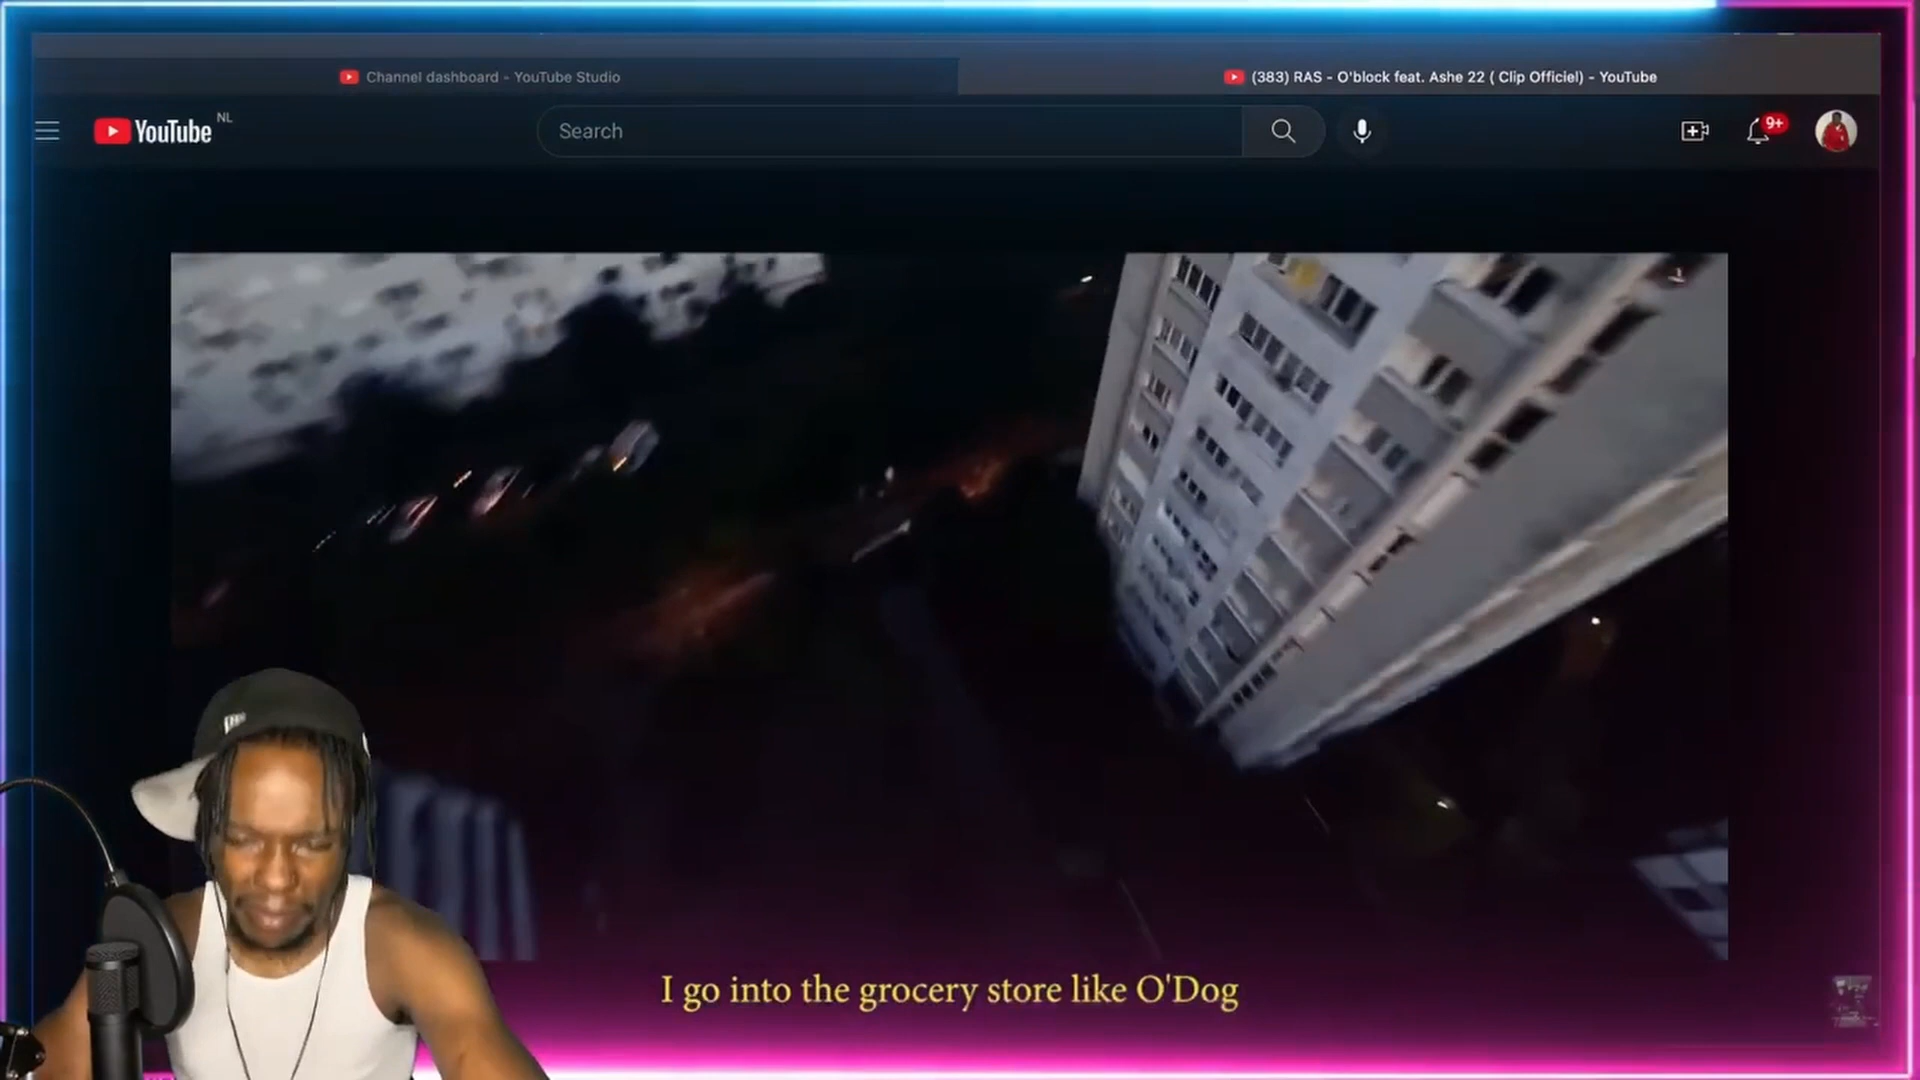 Channel dashboard - YouTube Studio
(383) RAS - O'block feat. Ashe 22 ( Clip Officiel) - YouTube
YouTube NL
Search
9+
I go into the grocery store like O'Dog